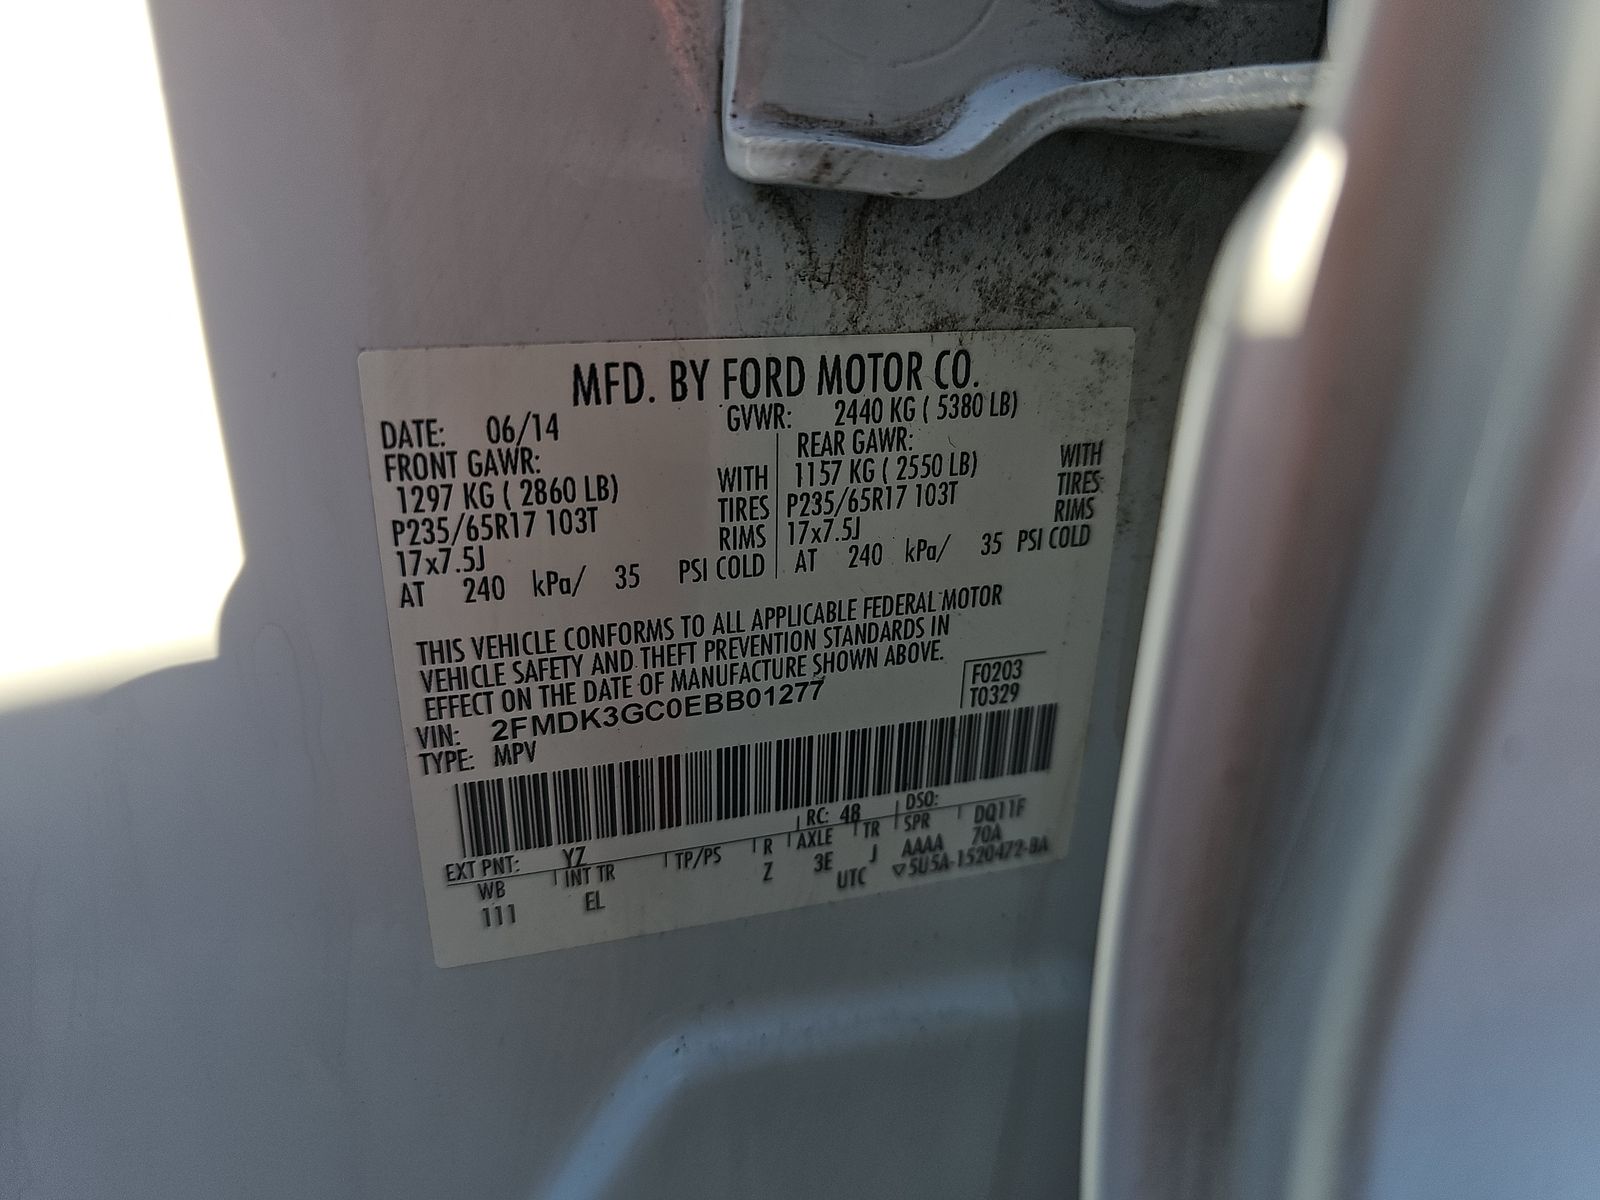 MFD. BY FORD MOTOR CO.
DATE: 06/14 GVWR: 2440 KG ( 5380 LB)
FRONT GAWR: REAR GAWR:
1297 KG ( 2860 LB) WITH 1157 KG ( 2550 LB) WITH
P235/65R17 103T TIRES P235/65R17 103T TIRES
17x7.5J RIMS 17x7.5J RIMS
AT 240 kPa/ 35 PSI COLD AT 240 kPa/ 35 PSI COLD
THIS VEHICLE CONFORMS TO ALL APPLICABLE FEDERAL MOTOR
VEHICLE SAFETY AND THEFT PREVENTION STANDARDS IN
EFFECT ON THE DATE OF MANUFACTURE SHOWN ABOVE.
VIN: 2FMDK3GC0EBB01277 F0203
TYPE: MPV T0329
EXT PNT: YZ RC: 48 DSO:
WB INT TR TP/PS R AXLE TR SPR DQ11F
111 EL Z 3E J AAAA 70A
UTC ▽5U5A-1520472-BA